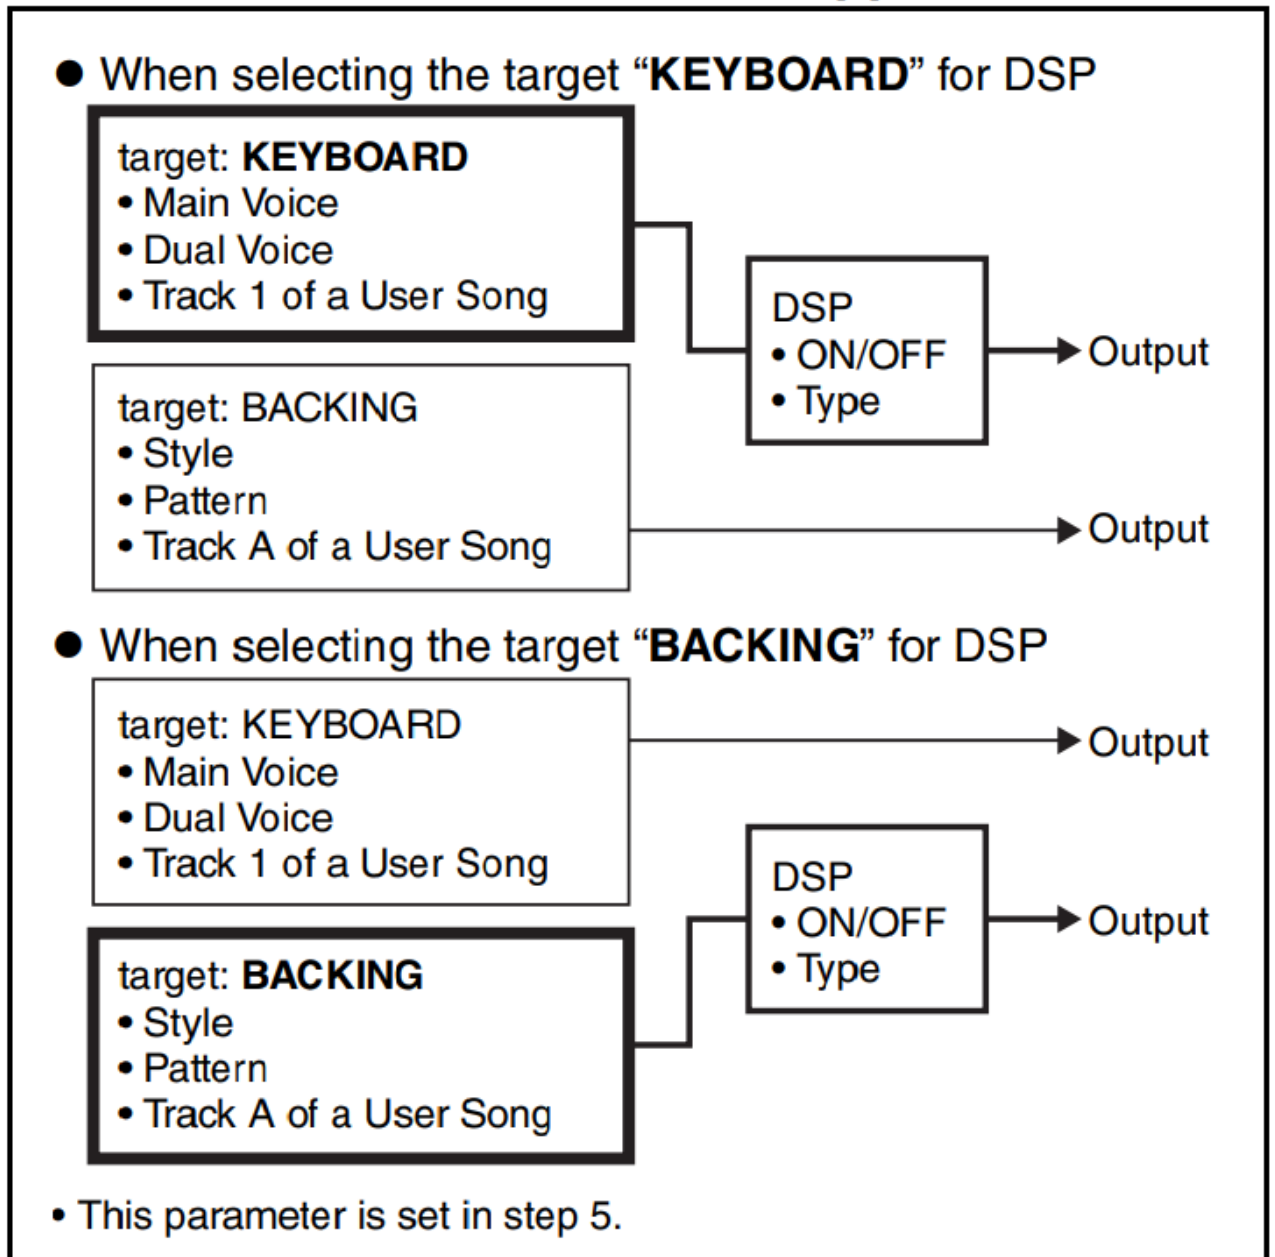 ● When selecting the target “KEYBOARD” for DSP
target: KEYBOARD
• Main Voice
• Dual Voice
• Track 1 of a User Song
DSP
• ON/OFF
• Type
Output
target: BACKING
• Style
• Pattern
• Track A of a User Song
Output
● When selecting the target “BACKING” for DSP
target: KEYBOARD
• Main Voice
• Dual Voice
• Track 1 of a User Song
Output
DSP
• ON/OFF
• Type
Output
target: BACKING
• Style
• Pattern
• Track A of a User Song
• This parameter is set in step 5.